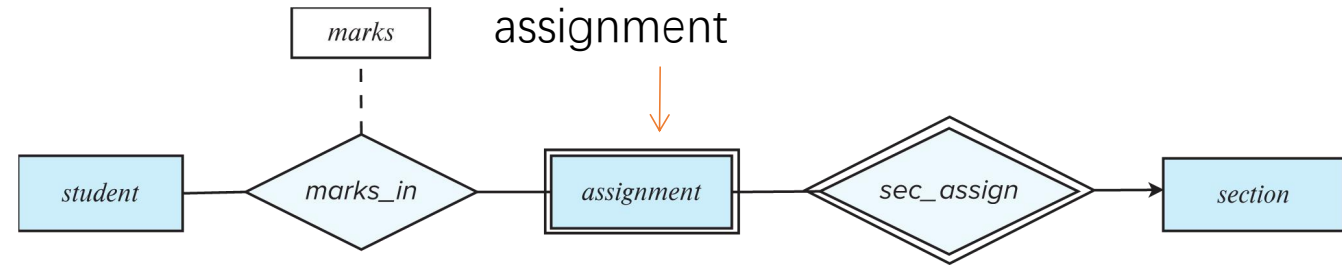 marks
assignment
student
marks_in
assignment
sec_assign
section